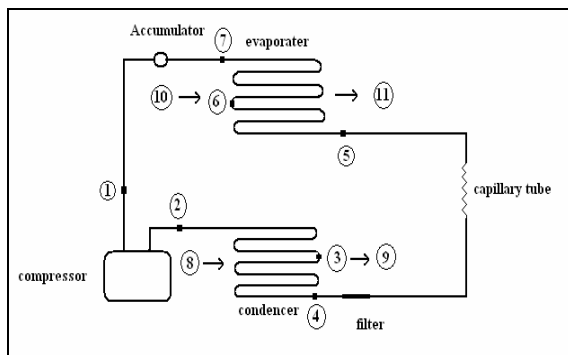 Accumulator
7
evaporater
10
6
11
5
1
capillary tube
2
8
3
9
compressor
condencer
4
filter